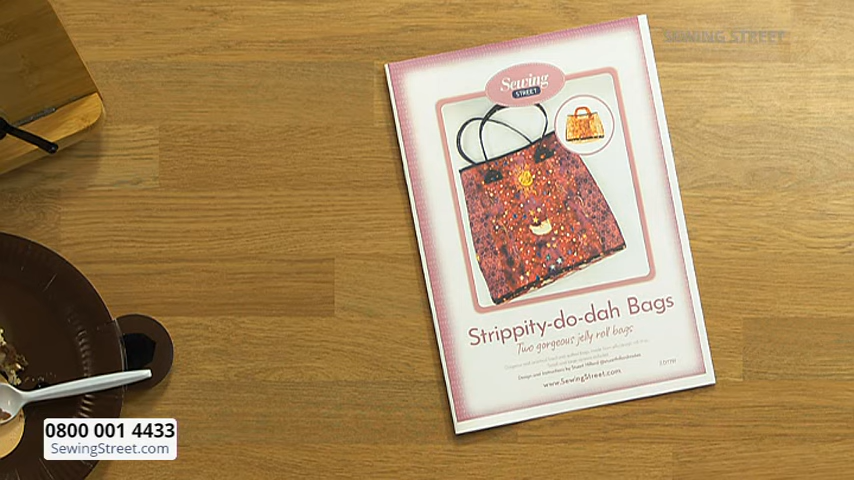 SEWING STREET
Sewing
STREET
Strippity-do-dah Bags
Two gorgeous jelly roll bags
www.SewingStreet.com
0800 001 4433
SewingStreet.com